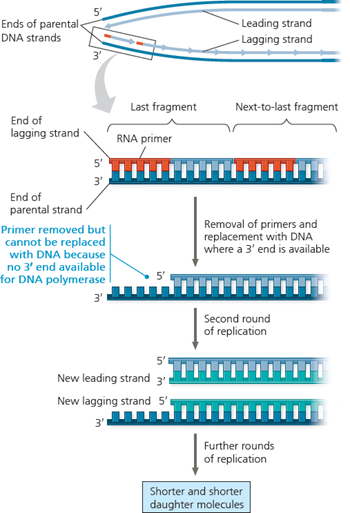 5′
Ends of parental
DNA strands
Leading strand
Lagging strand
3′
Last fragment
Next-to-last fragment
End of
lagging strand
RNA primer
5′
3′
End of
parental strand
Removal of primers and
replacement with DNA
where a 3′ end is available
Primer removed but
cannot be replaced
with DNA because
no 3′ end available
for DNA polymerase
5′
3′
Second round
of replication
5′
New leading strand 3′
New lagging strand 5′
3′
Further rounds
of replication
Shorter and shorter
daughter molecules